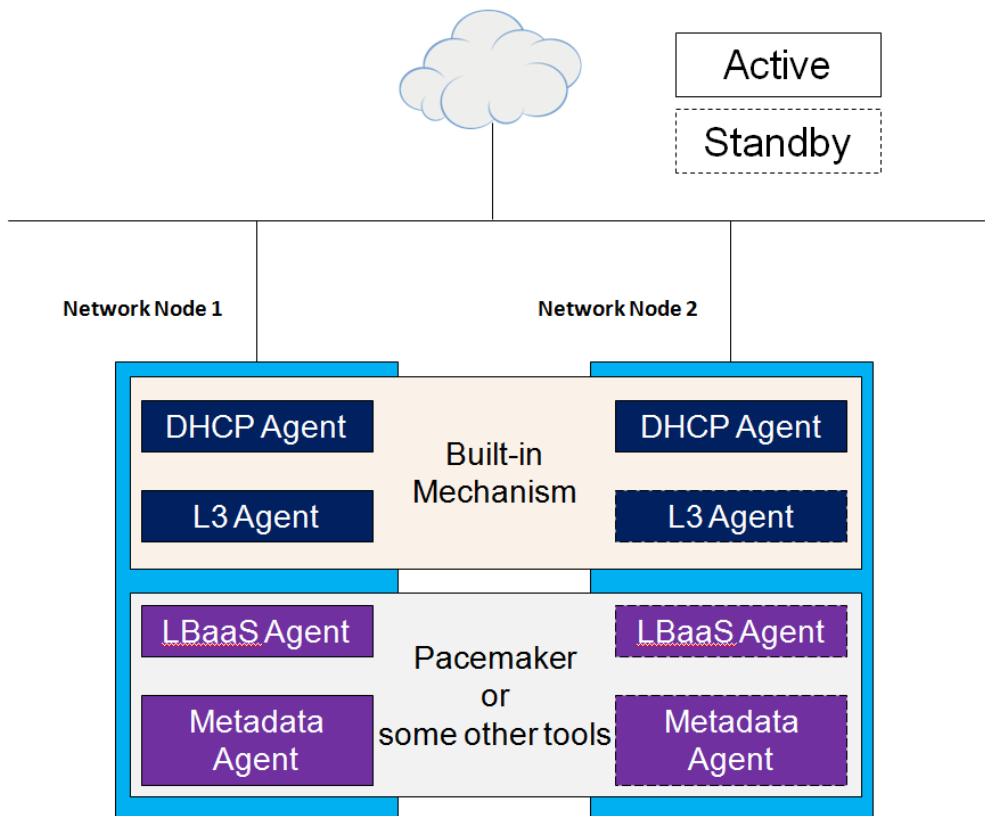 Active
Standby
Network Node 1
Network Node 2
DHCP Agent
DHCP Agent
Built-in
Mechanism
L3 Agent
L3 Agent
LBaaS Agent
LBaaS Agent
Pacemaker
or
some other tools
Metadata
Agent
Metadata
Agent